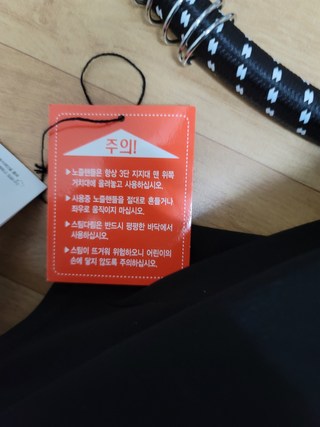 주의!
▶노즐핸들은 항상 3단 지지대 맨 위쪽
거치대에 올려놓고 사용하십시오.
▶사용중 노즐핸들을 절대로 흔들거나
좌우로 움직이지 마십시오.
▶스팀다림은 반드시 평평한 바닥에서
사용하십시오.
▶스팀이 뜨거워 위험하오니 어린이의
손에 닿지 않도록 주의하십시오.